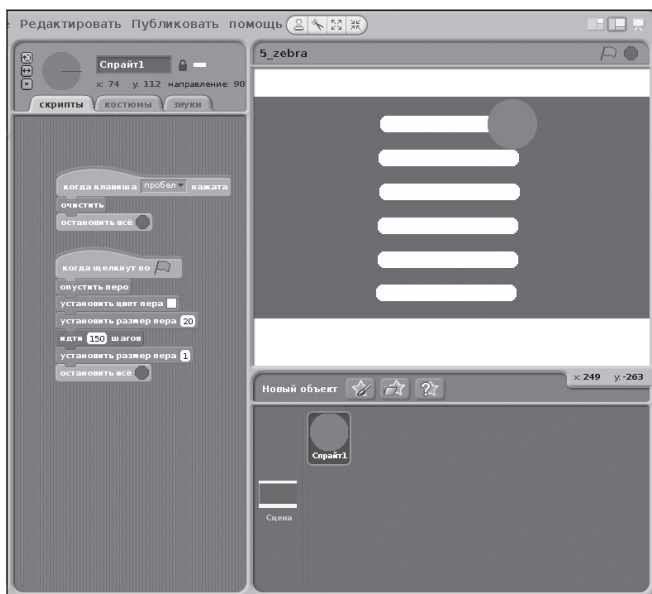 Редактировать Публиковать помощь
5_zebra
Спрайт1
x: 74 y: 112 направление: 90
скрипты костюмы звуки
когда клавиша пробел нажата
очистить
остановить всё
когда щелкнут по
опустить перо
установить цвет пера
установить размер пера 20
идти 150 шагов
установить размер пера 1
остановить всё
x: 249 y: -263
Новый объект
Спрайт1
Сцена